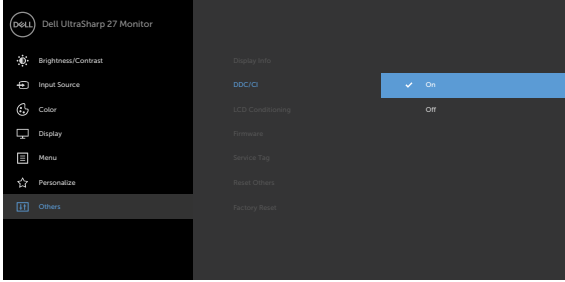 DELL
Dell UltraSharp 27 Monitor
Brightness/Contrast
Input Source
Color
Display
Menu
Personalize
Others
Display Info
DDC/CI
LCD Conditioning
Firmware
Service Tag
Reset Others
Factory Reset
On
Off